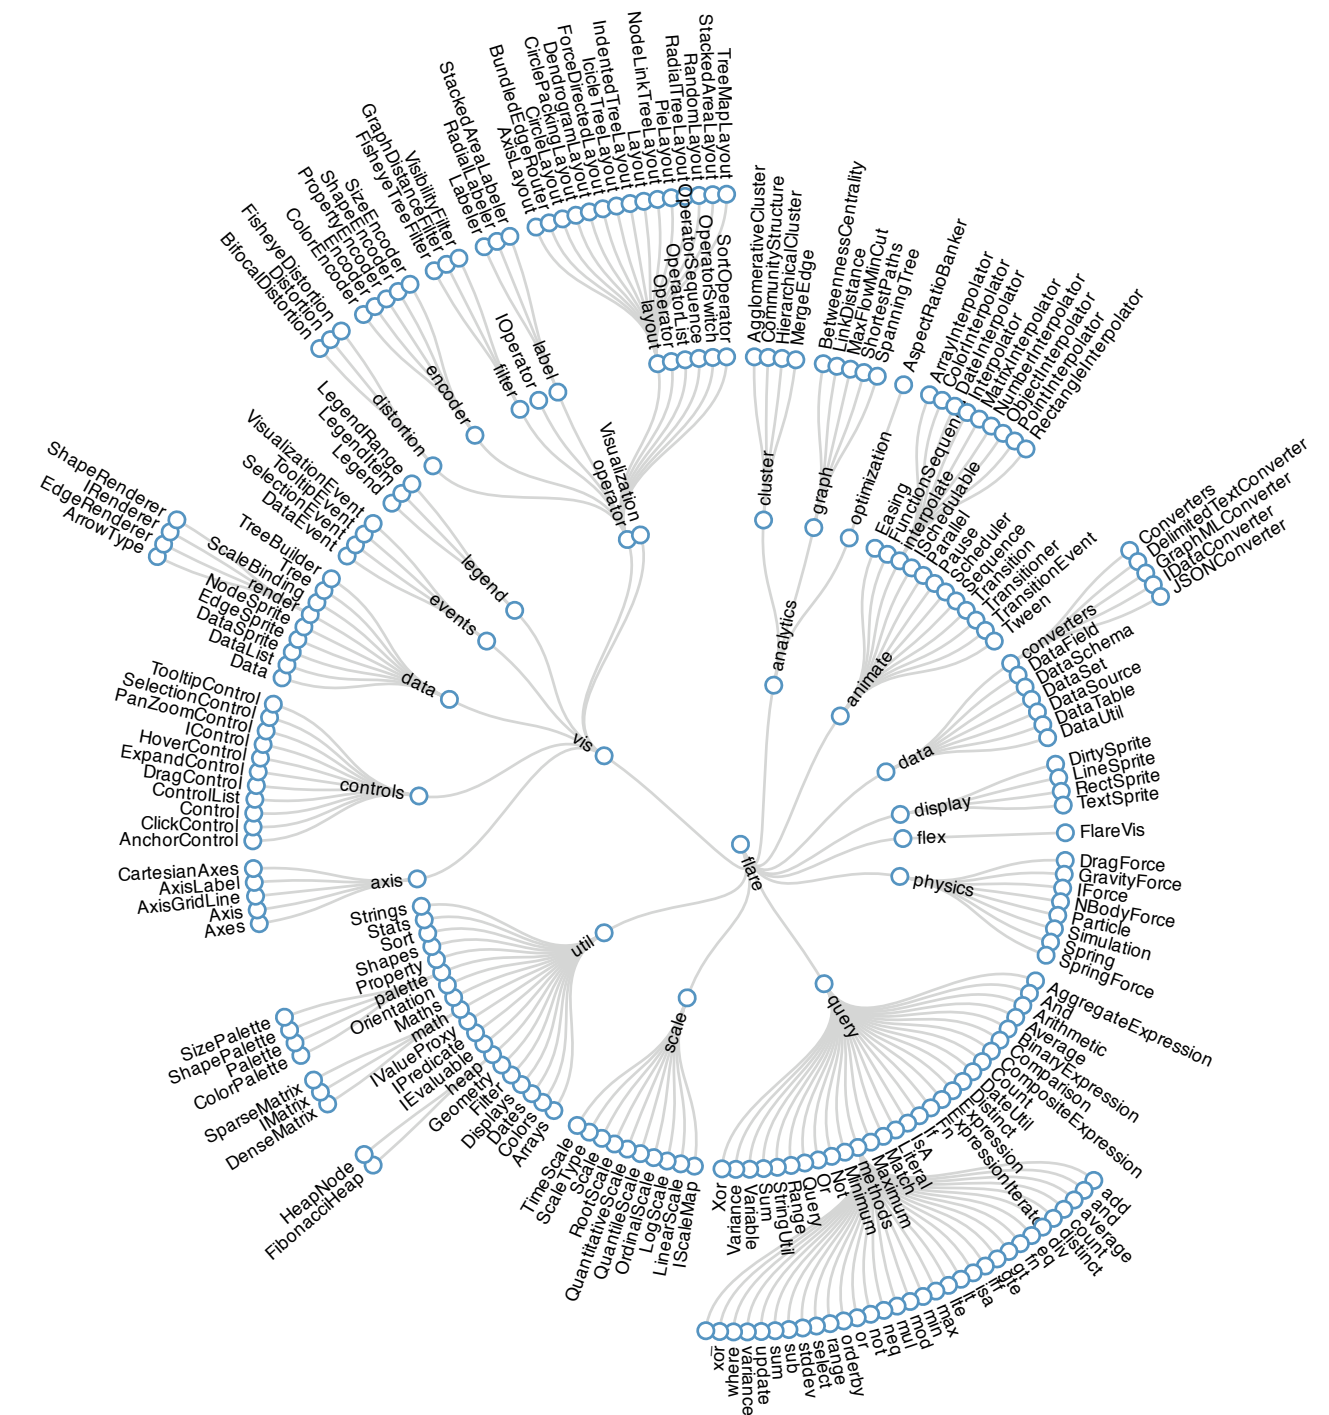 flare
analytics
cluster
AgglomerativeCluster
CommunityStructure
HierarchicalCluster
MergeEdge
graph
BetweennessCentrality
LinkDistance
MaxFlowMinCut
ShortestPaths
SpanningTree
optimization
AspectRatioBanker
animate
Easing
FunctionSequence
interpolate
ArrayInterpolator
ColorInterpolator
DateInterpolator
Interpolator
MatrixInterpolator
NumberInterpolator
ObjectInterpolator
PointInterpolator
RectangleInterpolator
ISchedulable
Parallel
Pause
Scheduler
Sequence
Transition
Transitioner
TransitionEvent
Tween
data
converters
Converters
DelimitedTextConverter
GraphMLConverter
IDataConverter
JSONConverter
DataField
DataSchema
DataSet
DataSource
DataTable
DataUtil
display
DirtySprite
LineSprite
RectSprite
TextSprite
flex
FlareVis
physics
DragForce
GravityForce
IForce
NBodyForce
Particle
Simulation
Spring
SpringForce
query
AggregateExpression
And
Arithmetic
Average
BinaryExpression
Comparison
CompositeExpression
Count
DateUtil
Distinct
Expression
ExpressionIterator
Fn
If
IsA
Literal
Match
Maximum
methods
add
and
average
count
distinct
div
eq
fn
gt
gte
iff
isa
lt
lte
max
min
mod
mul
neq
not
or
orderby
range
select
stddev
sub
sum
update
variance
where
xor
_
Minimum
Not
Or
Query
Range
StringUtil
Sum
Variable
Variance
Xor
scale
IScaleMap
LinearScale
LogScale
OrdinalScale
QuantileScale
QuantitativeScale
RootScale
Scale
ScaleType
TimeScale
util
Arrays
Colors
Dates
Displays
Filter
Geometry
heap
FibonacciHeap
HeapNode
IEvaluable
IPredicate
IValueProxy
math
DenseMatrix
IMatrix
SparseMatrix
Maths
Orientation
palette
ColorPalette
Palette
ShapePalette
SizePalette
Property
Shapes
Sort
Stats
Strings
vis
axis
Axes
Axis
AxisGridLine
AxisLabel
CartesianAxes
controls
AnchorControl
ClickControl
Control
ControlList
DragControl
ExpandControl
HoverControl
IControl
PanZoomControl
SelectionControl
TooltipControl
data
Data
DataList
DataSprite
EdgeSprite
NodeSprite
render
ArrowType
EdgeRenderer
IRenderer
ShapeRenderer
ScaleBinding
Tree
TreeBuilder
events
DataEvent
SelectionEvent
TooltipEvent
VisualizationEvent
legend
Legend
LegendItem
LegendRange
operator
distortion
BifocalDistortion
Distortion
FisheyeDistortion
encoder
ColorEncoder
Encoder
PropertyEncoder
ShapeEncoder
SizeEncoder
filter
FisheyeTreeFilter
GraphDistanceFilter
VisibilityFilter
IOperator
label
Labeler
RadialLabeler
StackedAreaLabeler
layout
AxisLayout
BundledEdgeRouter
CircleLayout
CirclePackingLayout
DendrogramLayout
ForceDirectedLayout
IcicleTreeLayout
IndentedTreeLayout
Layout
NodeLinkTreeLayout
PieLayout
RadialTreeLayout
RandomLayout
StackedAreaLayout
TreeMapLayout
Operator
OperatorList
OperatorSequence
OperatorSwitch
SortOperator
Visualization